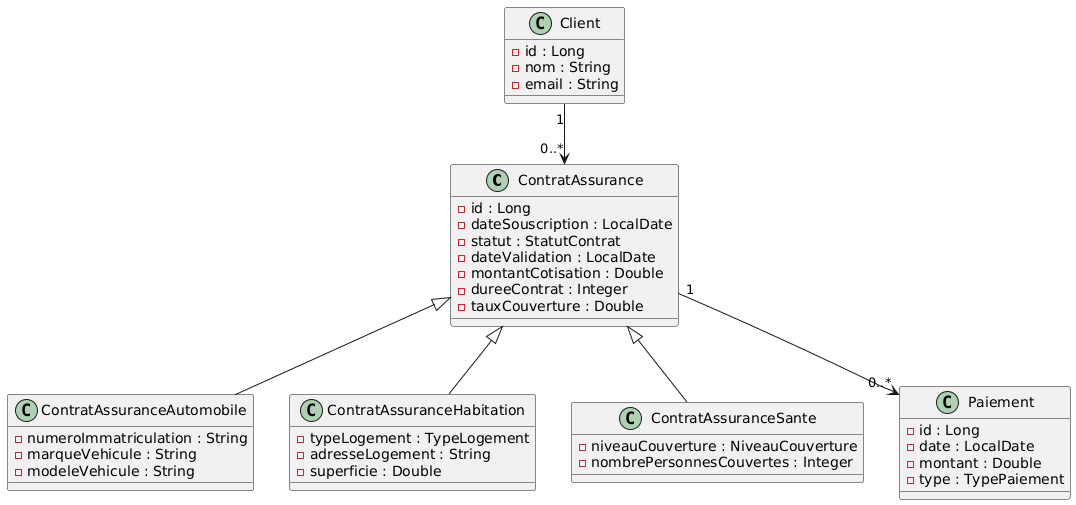 C Client
id : Long
nom : String
email : String
1
0..*
C ContratAssurance
id : Long
dateSouscription : LocalDate
statut : StatutContrat
dateValidation : LocalDate
montantCotisation : Double
dureeContrat : Integer
tauxCouverture : Double
1
0..*
C ContratAssuranceAutomobile
numeroImmatriculation : String
marqueVehicule : String
modeleVehicule : String
C ContratAssuranceHabitation
typeLogement : TypeLogement
adresseLogement : String
superficie : Double
C ContratAssuranceSante
niveauCouverture : NiveauCouverture
nombrePersonnesCouvertes : Integer
C Paiement
id : Long
date : LocalDate
montant : Double
type : TypePaiement